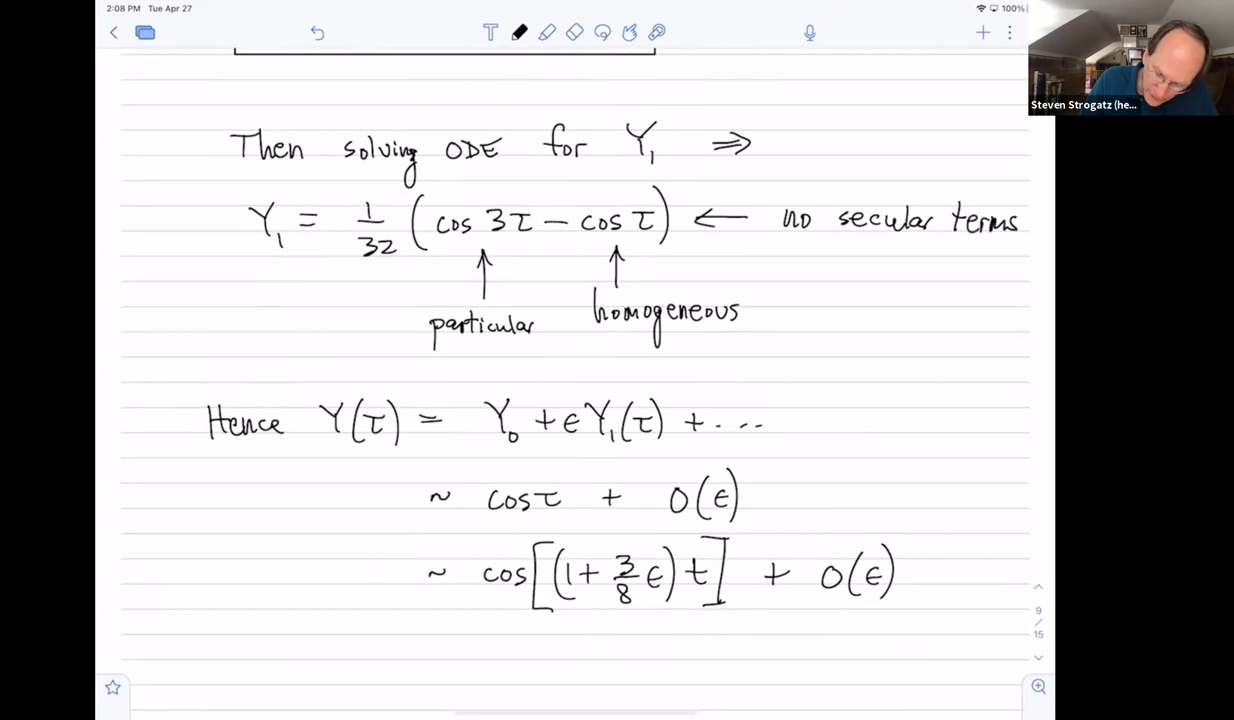 2:08 PM Tue Apr 27
100%
Steven Strogatz (he...
Then solving ODE for Y₁ ⇒
Y₁ = 1/32 (cos 3τ − cos τ) ← no secular terms
↑ ↑
particular homogeneous
Hence Y(τ) = Y₀ + εY₁(τ) + ...
~ cos τ + O(ε)
~ cos[(1 + 3/8 ε) t] + O(ε)
9
/
15